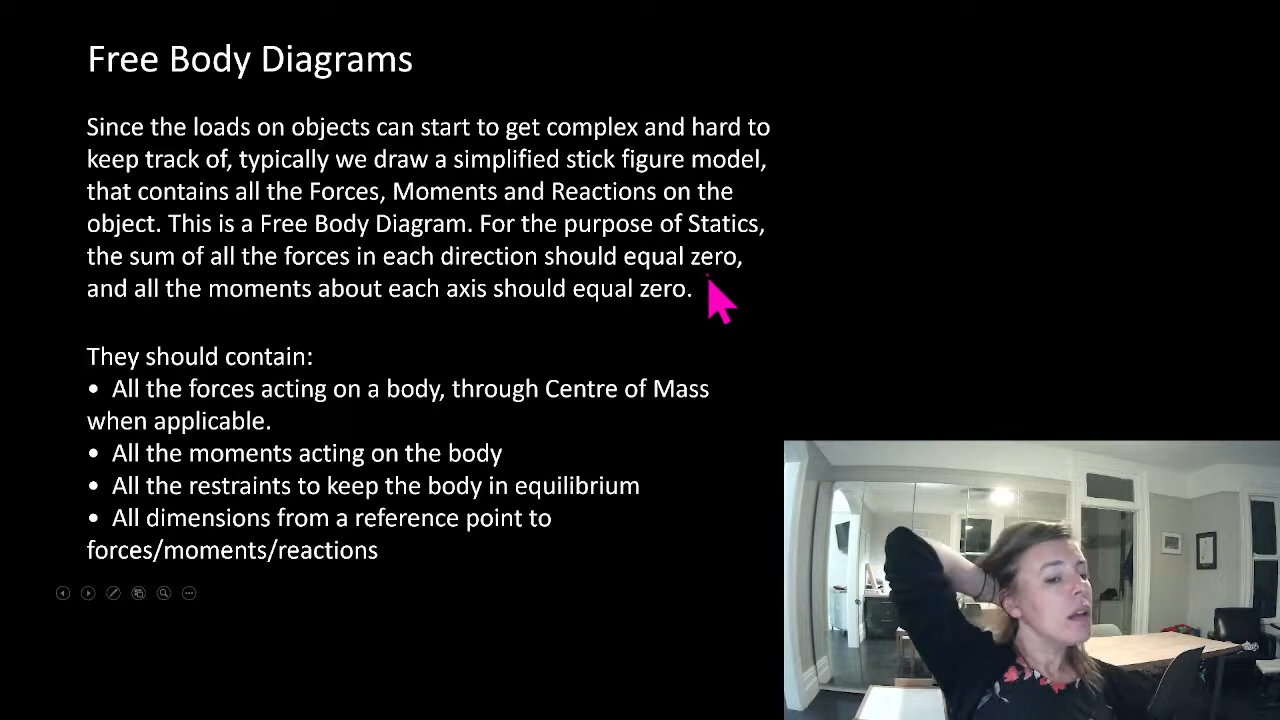 Free Body Diagrams
Since the loads on objects can start to get complex and hard to
keep track of, typically we draw a simplified stick figure model,
that contains all the Forces, Moments and Reactions on the
object. This is a Free Body Diagram. For the purpose of Statics,
the sum of all the forces in each direction should equal zero,
and all the moments about each axis should equal zero.
They should contain:
• All the forces acting on a body, through Centre of Mass
when applicable.
• All the moments acting on the body
• All the restraints to keep the body in equilibrium
• All dimensions from a reference point to
forces/moments/reactions